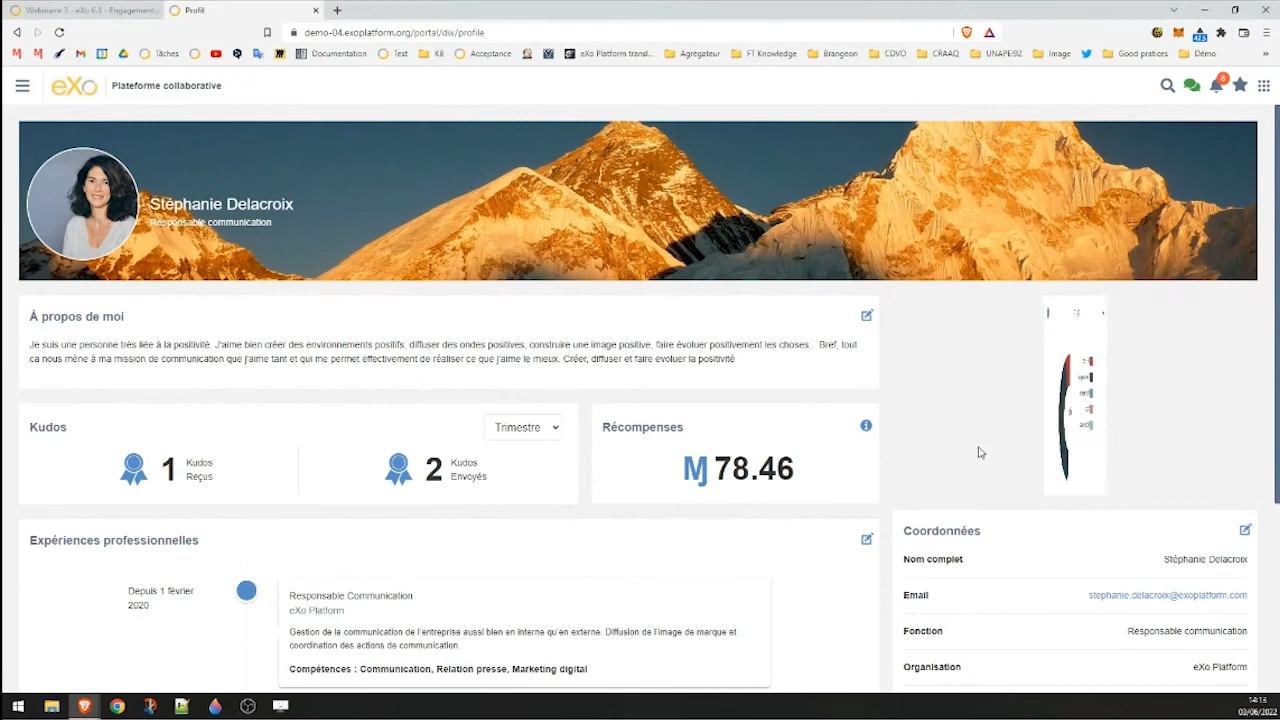 Webinaire 3 - eXo 6.3 - Engagement
Profil
demo-04.exoplatform.org/portal/dw/profile
Tâches
Documentation
Test
KB
Acceptance
eXo Platform transl...
Agrégateur
FT Knowledge
Brangeon
CDVO
CRAAQ
UNAPEI92
Image
Good pratices
Démo
eXo
Plateforme collaborative
8
Stéphanie Delacroix
Responsable communication
À propos de moi
Je suis une personne très liée à la positivité. J'aime bien créer des environnements positifs, diffuser des ondes positives, construire une image positive, faire évoluer positivement les choses... Bref, tout
ca nous mène à ma mission de communication que j'aime tant et qui me permet effectivement de réaliser ce que j'aime le mieux. Créer, diffuser et faire evoluer la positivité
Kudos
Trimestre
1
Kudos
Reçus
2
Kudos
Envoyés
Récompenses
78.46
Expériences professionnelles
Depuis 1 février
2020
Responsable Communication
eXo Platform
Gestion de la communication de l'entreprise aussi bien en interne qu'en externe. Diffusion de l'image de marque et
coordination des actions de communication
Compétences : Communication, Relation presse, Marketing digital
Coordonnées
Nom complet
Stéphanie Delacroix
Email
stephanie.delacroix@exoplatform.com
Fonction
Responsable communication
Organisation
eXo Platform
14:13
03/06/2022